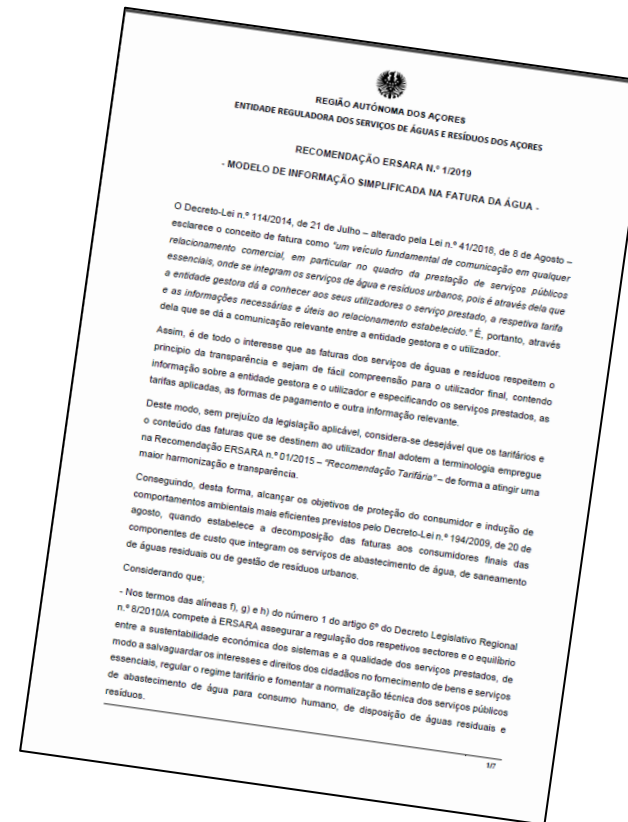 REGIÃO AUTÓNOMA DOS AÇORES
ENTIDADE REGULADORA DOS SERVIÇOS DE ÁGUAS E RESÍDUOS DOS AÇORES
RECOMENDAÇÃO ERSARA N.º 1/2019
- MODELO DE INFORMAÇÃO SIMPLIFICADA NA FATURA DA ÁGUA -
O Decreto-Lei n.º 114/2014, de 21 de Julho – alterado pela Lei n.º 41/2018, de 8 de Agosto –
esclarece o conceito de fatura como "um veículo fundamental de comunicação em qualquer
relacionamento comercial, em particular no quadro da prestação de serviços públicos
essenciais, onde se integram os serviços de água e resíduos urbanos, pois é através dela que
a entidade gestora dá a conhecer aos seus utilizadores o serviço prestado, a respetiva tarifa
e as informações necessárias e úteis ao relacionamento estabelecido." É, portanto, através
dela que se dá a comunicação relevante entre a entidade gestora e o utilizador.
Assim, é de todo o interesse que as faturas dos serviços de águas e resíduos respeitem o
princípio da transparência e sejam de fácil compreensão para o utilizador final, contendo
informação sobre a entidade gestora e o utilizador e especificando os serviços prestados, as
tarifas aplicadas, as formas de pagamento e outra informação relevante.
Deste modo, sem prejuízo da legislação aplicável, considera-se desejável que os tarifários e
o conteúdo das faturas que se destinem ao utilizador final adotem a terminologia empregue
na Recomendação ERSARA n.º 01/2015 – "Recomendação Tarifária" – de forma a atingir uma
maior harmonização e transparência.
Conseguindo, desta forma, alcançar os objetivos de proteção do consumidor e indução de
comportamentos ambientais mais eficientes previstos pelo Decreto-Lei n.º 194/2009, de 20 de
agosto, quando estabelece a decomposição das faturas aos consumidores finais das
componentes de custo que integram os serviços de abastecimento de água, de saneamento
de águas residuais ou de gestão de resíduos urbanos.
Considerando que;
- Nos termos das alíneas f), g) e h) do número 1 do artigo 6º do Decreto Legislativo Regional
n.º 8/2010/A compete á ERSARA assegurar a regulação dos respetivos sectores e o equilíbrio
entre a sustentabilidade económica dos sistemas e a qualidade dos serviços prestados, de
modo a salvaguardar os interesses e direitos dos cidadãos no fornecimento de bens e serviços
essenciais, regular o regime tarifário e fomentar a normalização técnica dos serviços públicos
de abastecimento de água para consumo humano, de disposição de águas residuais e
resíduos.
1/7